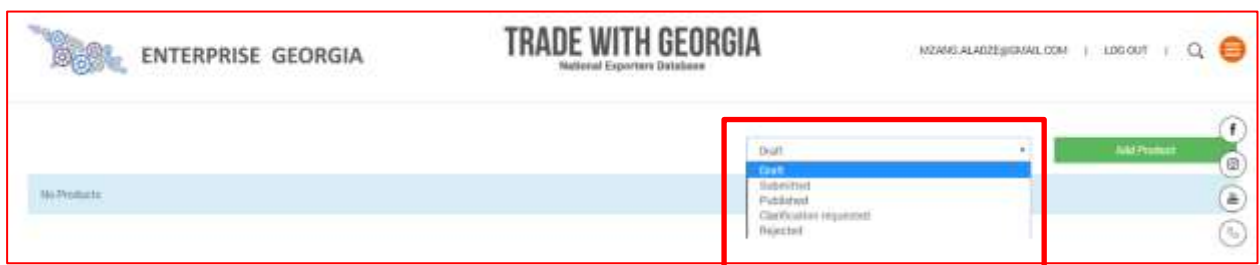 ENTERPRISE GEORGIA
TRADE WITH GEORGIA
National Exporters Database
LOG OUT
Draft
Add Product
Draft
Submitted
Published
Clarification requested
Rejected
No Products